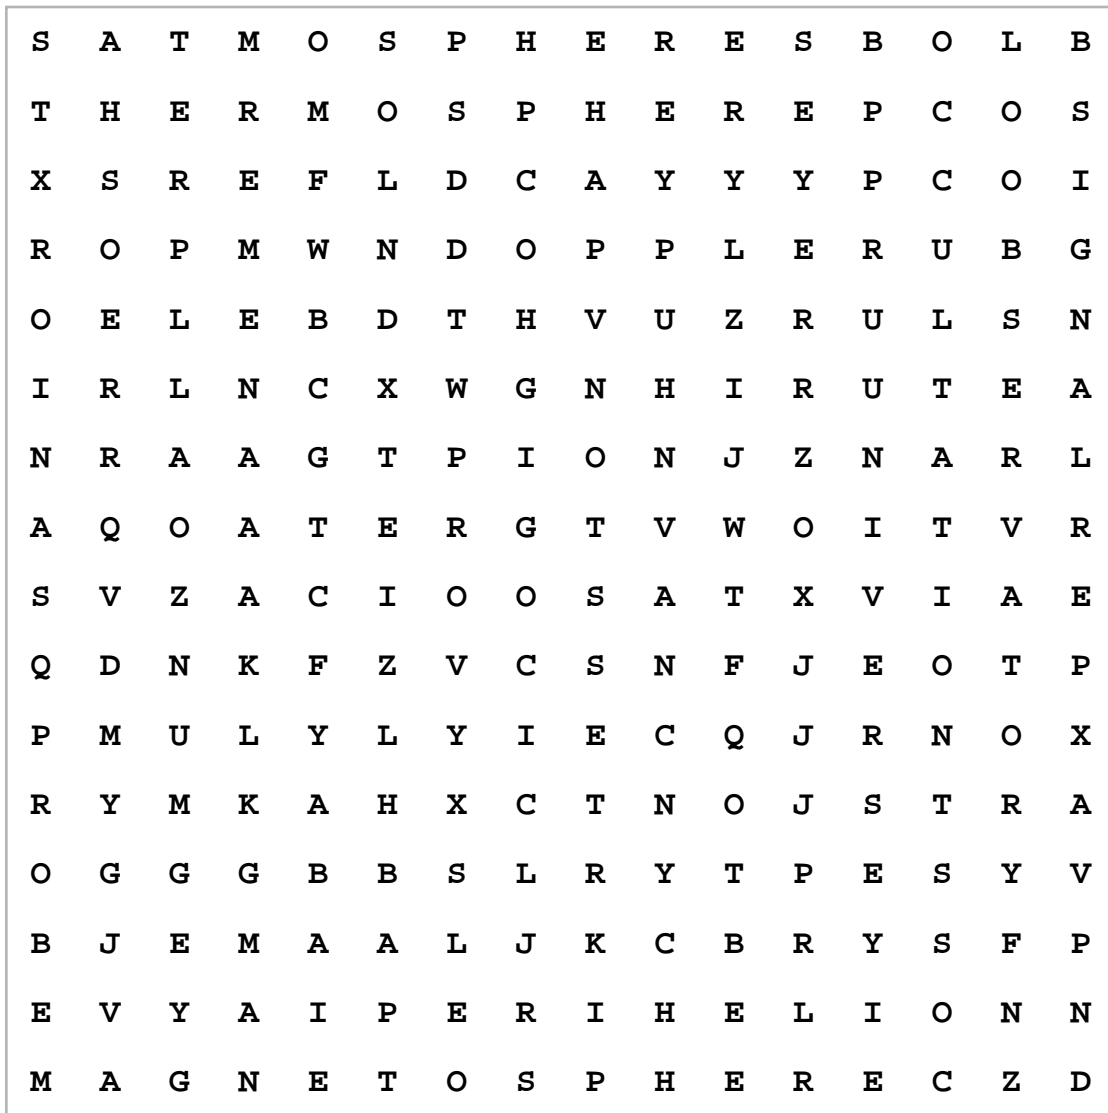 S A T M O S P H E R E S B O L B
T H E R M O S P H E R E P C O S
X S R E F L D C A Y Y Y P C O I
R O P M W N D O P P L E R U B G
O E L E B D T H V U Z R U L S N
I R L N C X W G N H I R U T E A
N R A A G T P I O N J Z N A R L
A Q O A T E R G T V W O I T V R
S V Z A C I O O S A T X V I A E
Q D N K F Z V C S N F J E O T P
P M U L Y L Y I E C Q J R N O X
R Y M K A H X C T N O J S T R A
O G G G B B S L R Y T P E S Y V
B J E M A A L J K C B R Y S F P
E V Y A I P E R I H E L I O N N
M A G N E T O S P H E R E C Z D